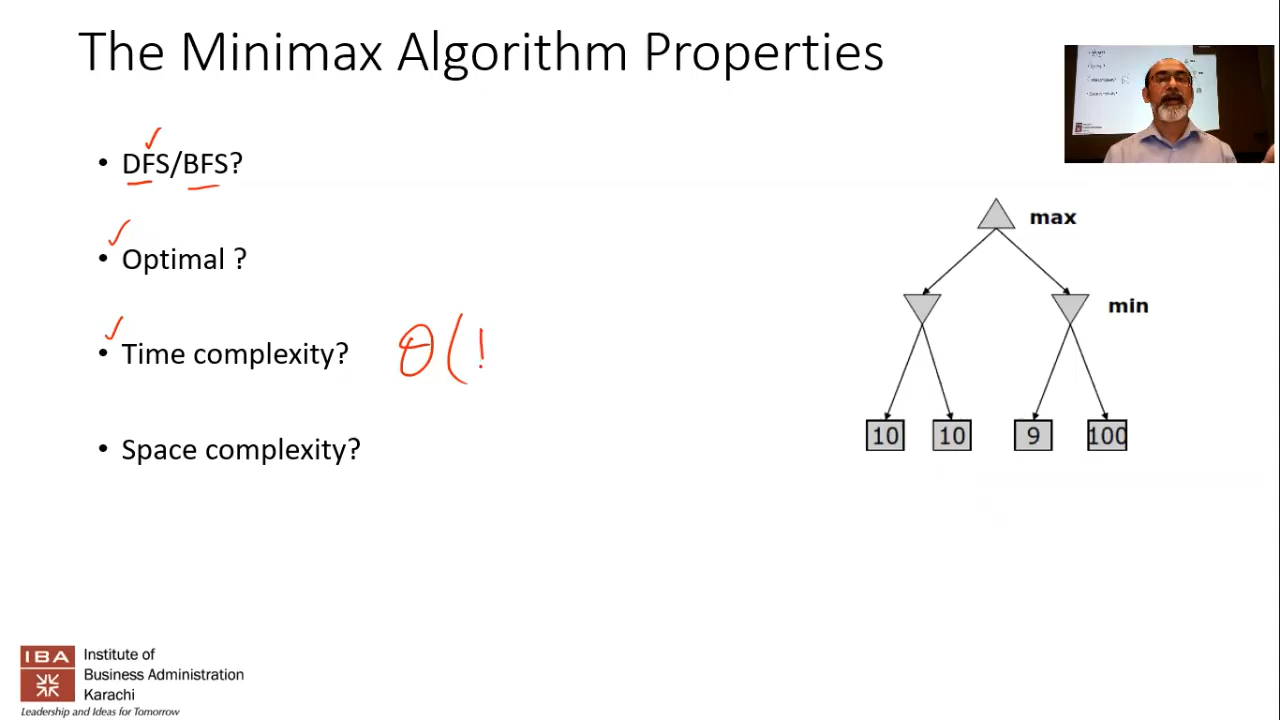 The Minimax Algorithm Properties
• DFS/BFS?
• Optimal ?
• Time complexity?
• Space complexity?
max
min
10 10 9 100
IBA
Institute of
Business Administration
Karachi
Leadership and Ideas for Tomorrow